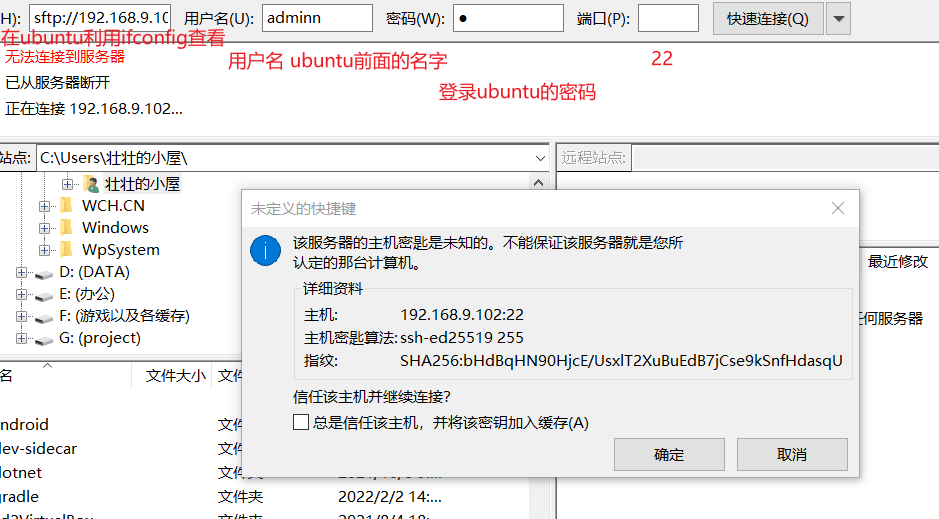 H): sftp://192.168.9.10 用户名(U): adminn 密码(W): ● 端口(P): 快速连接(Q)
在ubuntu利用ifconfig查看
无法连接到服务器
用户名 ubuntu前面的名字
22
已从服务器断开
登录ubuntu的密码
正在连接 192.168.9.102...
站点: C:\Users\壮壮的小屋\
远程站点:
壮壮的小屋
WCH.CN
Windows
WpSystem
D: (DATA)
E: (办公)
F: (游戏以及各缓存)
G: (project)
名 文件大小 文件
ndroid 文件
lev-sidecar 文件
lotnet 文件
radle 文件夹 2022/2/2 14:...
文件夹
最近修改
任何服务器
未定义的快捷键
该服务器的主机密匙是未知的。不能保证该服务器就是您所
认定的那台计算机。
详细资料
主机: 192.168.9.102:22
主机密匙算法: ssh-ed25519 255
指纹: SHA256:bHdBqHN90HjcE/UsxlT2XuBuEdB7jCse9kSnfHdasqU
信任该主机并继续连接?
总是信任该主机，并将该密钥加入缓存(A)
确定 取消